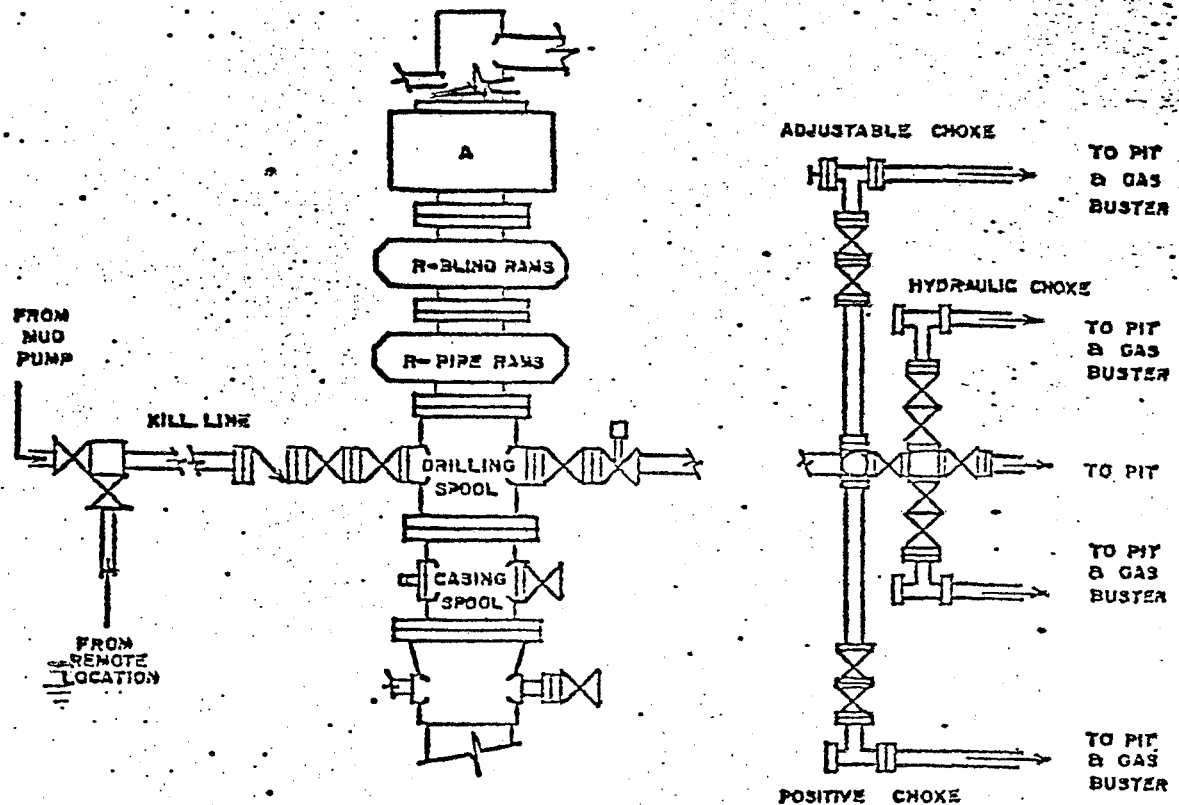 A
ADJUSTABLE CHOKE
TO PIT
& GAS
BUSTER
R-BLIND RAMS
HYDRAULIC CHOKE
FROM
MUD
PUMP
TO PIT
& GAS
BUSTER
R-PIPE RAMS
KILL LINE
DRILLING
SPOOL
TO PIT
TO PIT
& GAS
BUSTER
CASING
SPOOL
FROM
REMOTE
LOCATION
TO PIT
& GAS
BUSTER
POSITIVE CHOKE